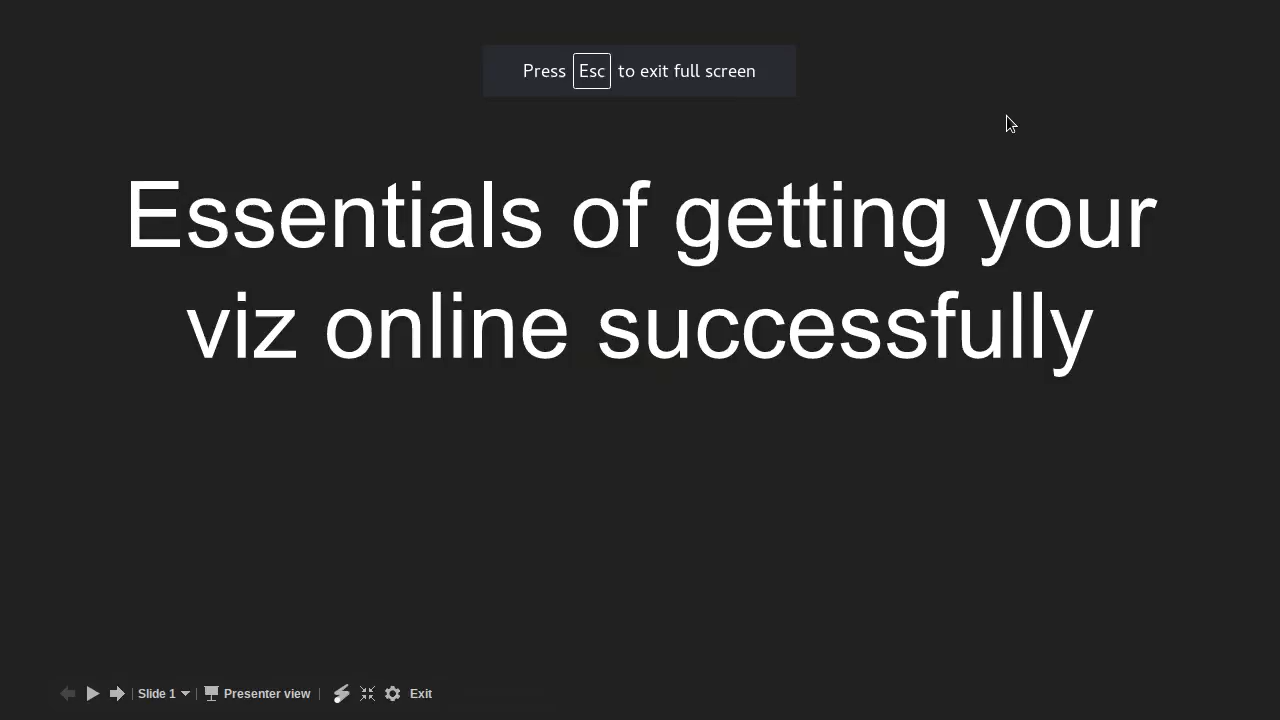 Press Esc to exit full screen
Essentials of getting your
viz online successfully
Slide 1 Presenter view Exit